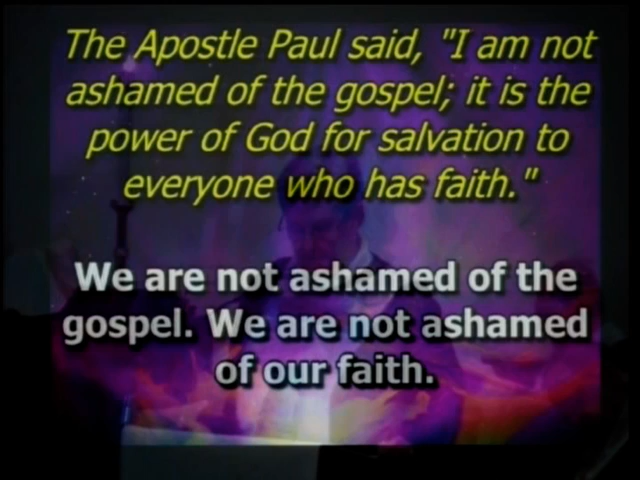 The Apostle Paul said, "I am not
ashamed of the gospel; it is the
power of God for salvation to
everyone who has faith."
We are not ashamed of the
gospel. We are not ashamed
of our faith.